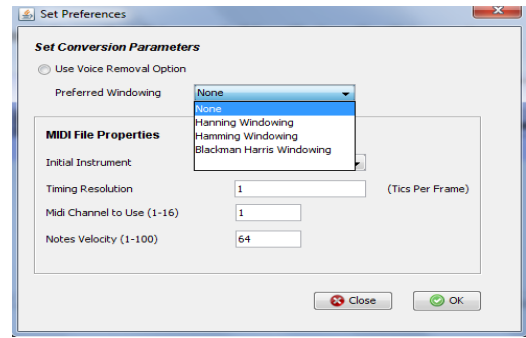 Set Preferences
Set Conversion Parameters
Use Voice Removal Option
Preferred Windowing None
None
Hanning Windowing
Hamming Windowing
Blackman Harris Windowing
MIDI File Properties
Initial Instrument
Timing Resolution 1 (Tics Per Frame)
Midi Channel to Use (1-16) 1
Notes Velocity (1-100) 64
Close OK